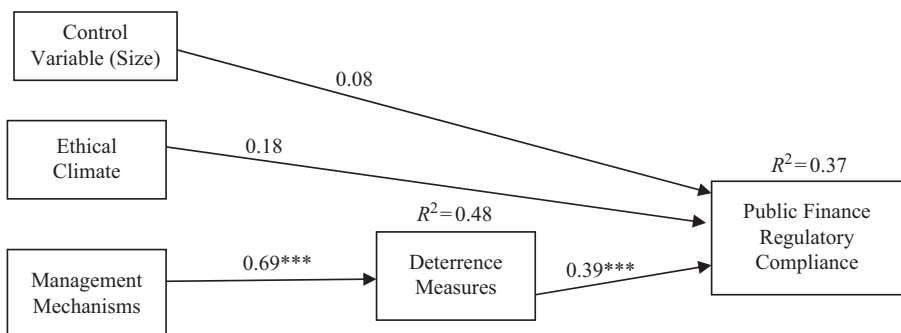 Control
Variable (Size)
0.08
Ethical
Climate
0.18
R²=0.37
Public Finance
Regulatory
Compliance
R²=0.48
Management
Mechanisms
0.69***
Deterrence
Measures
0.39***